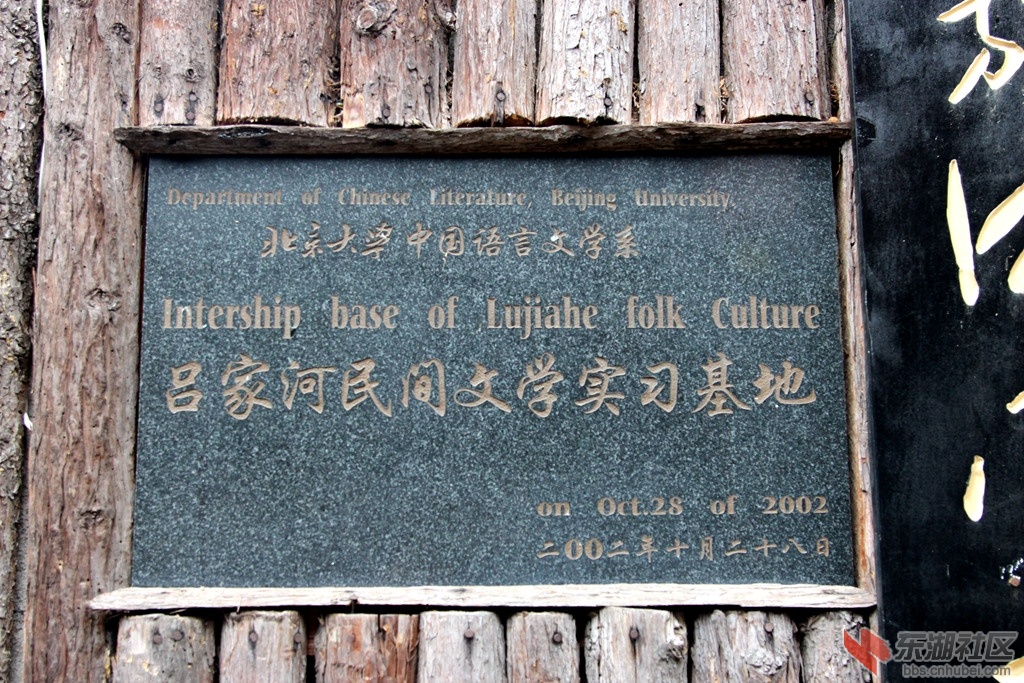 Department of Chinese Literature, Beijing University.
北京大学中国语言文学系
Intership base of Lujiahe folk Culture
吕家河民间文学实习基地
on Oct.28 of 2002
二00二年十月二十八日
东湖社区
bbs.cnhubei.com